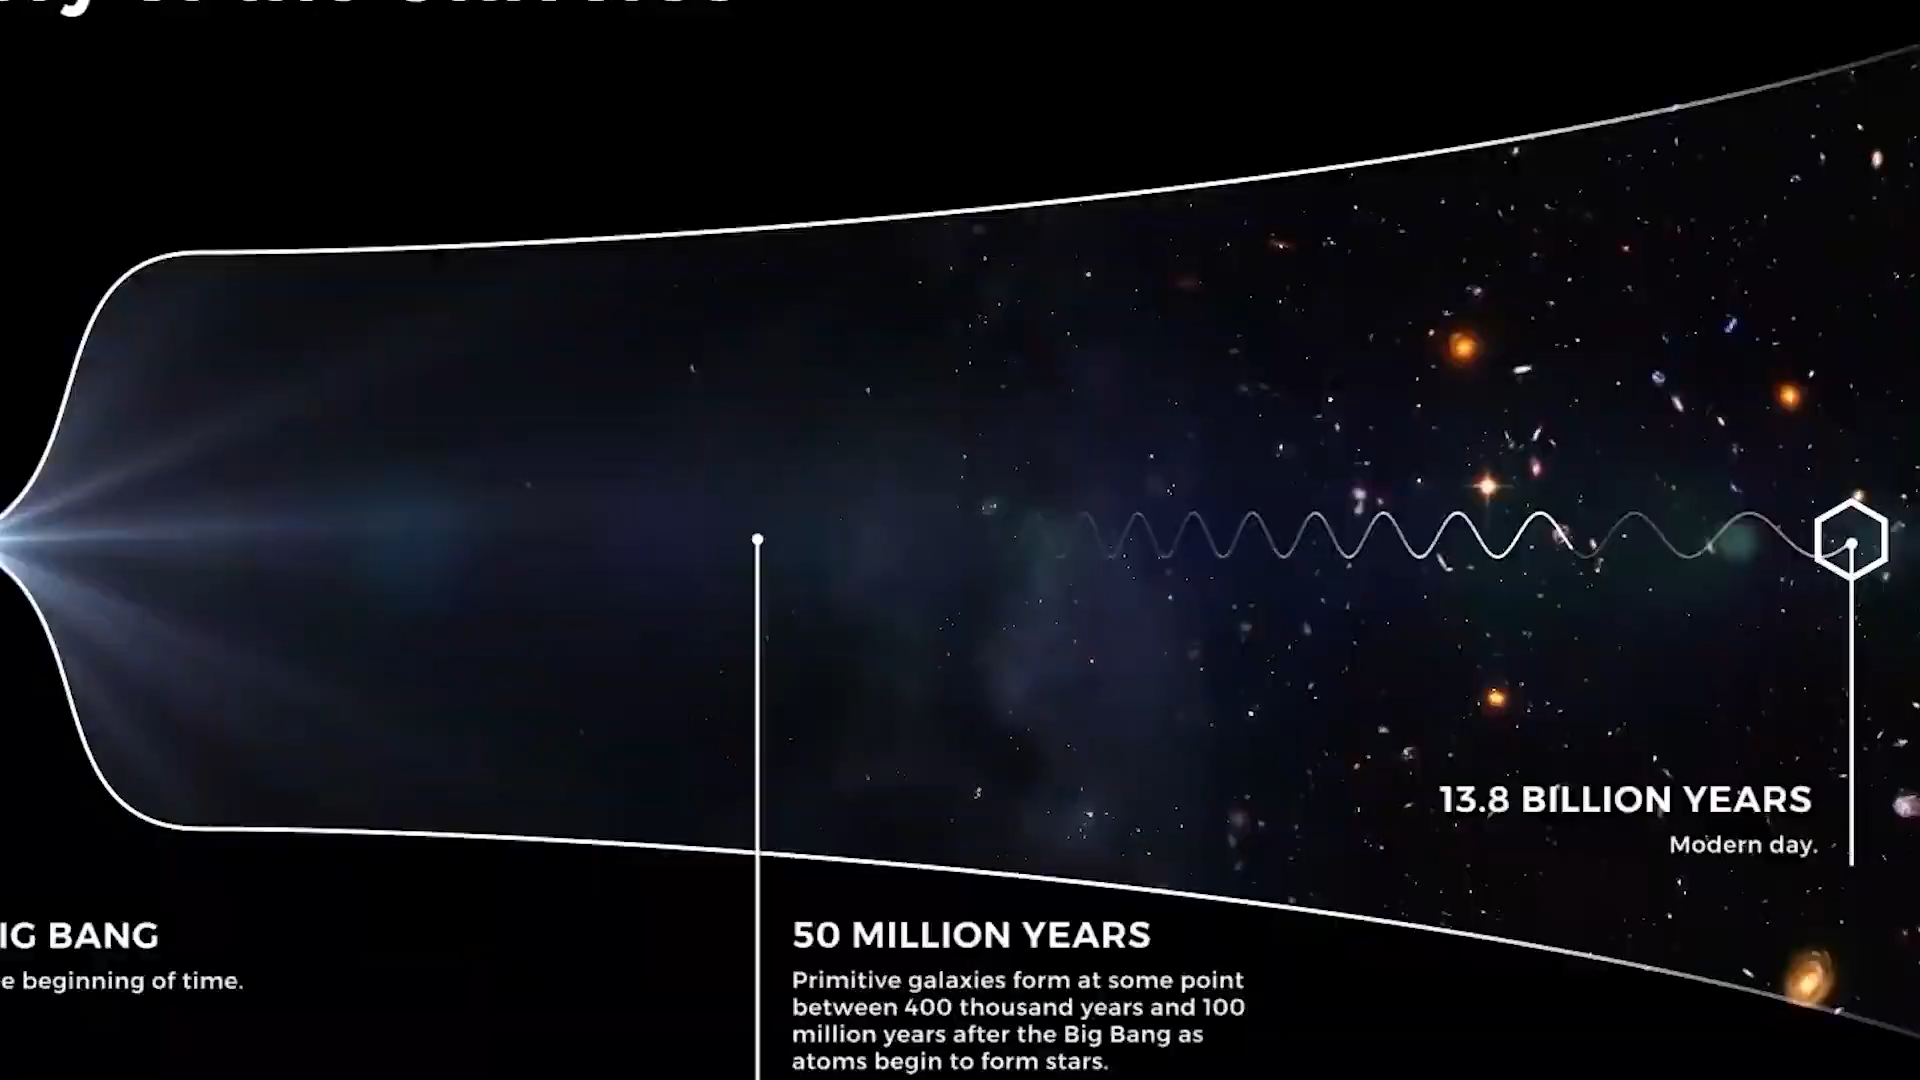 of the
13.8 BILLION YEARS
Modern day.
IG BANG
e beginning of time.
50 MILLION YEARS
Primitive galaxies form at some point
between 400 thousand years and 100
million years after the Big Bang as
atoms begin to form stars.